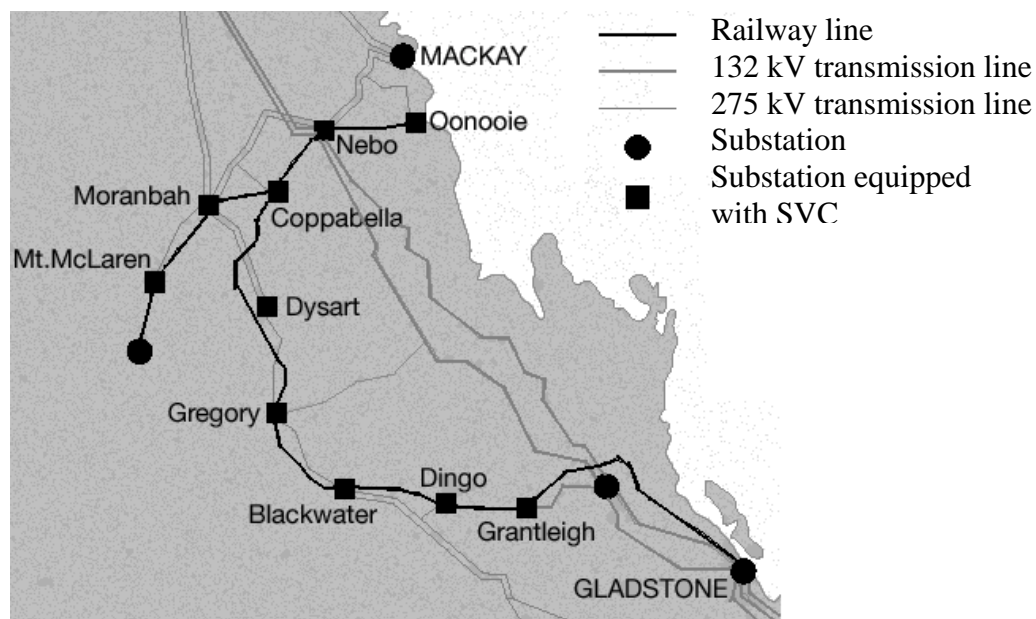 Railway line
MACKAY
132 kV transmission line
275 kV transmission line
Oonooie
Substation
Nebo
Substation equipped
with SVC
Moranbah
Coppabella
Mt.McLaren
Dysart
Gregory
Dingo
Blackwater
Grantleigh
GLADSTONE